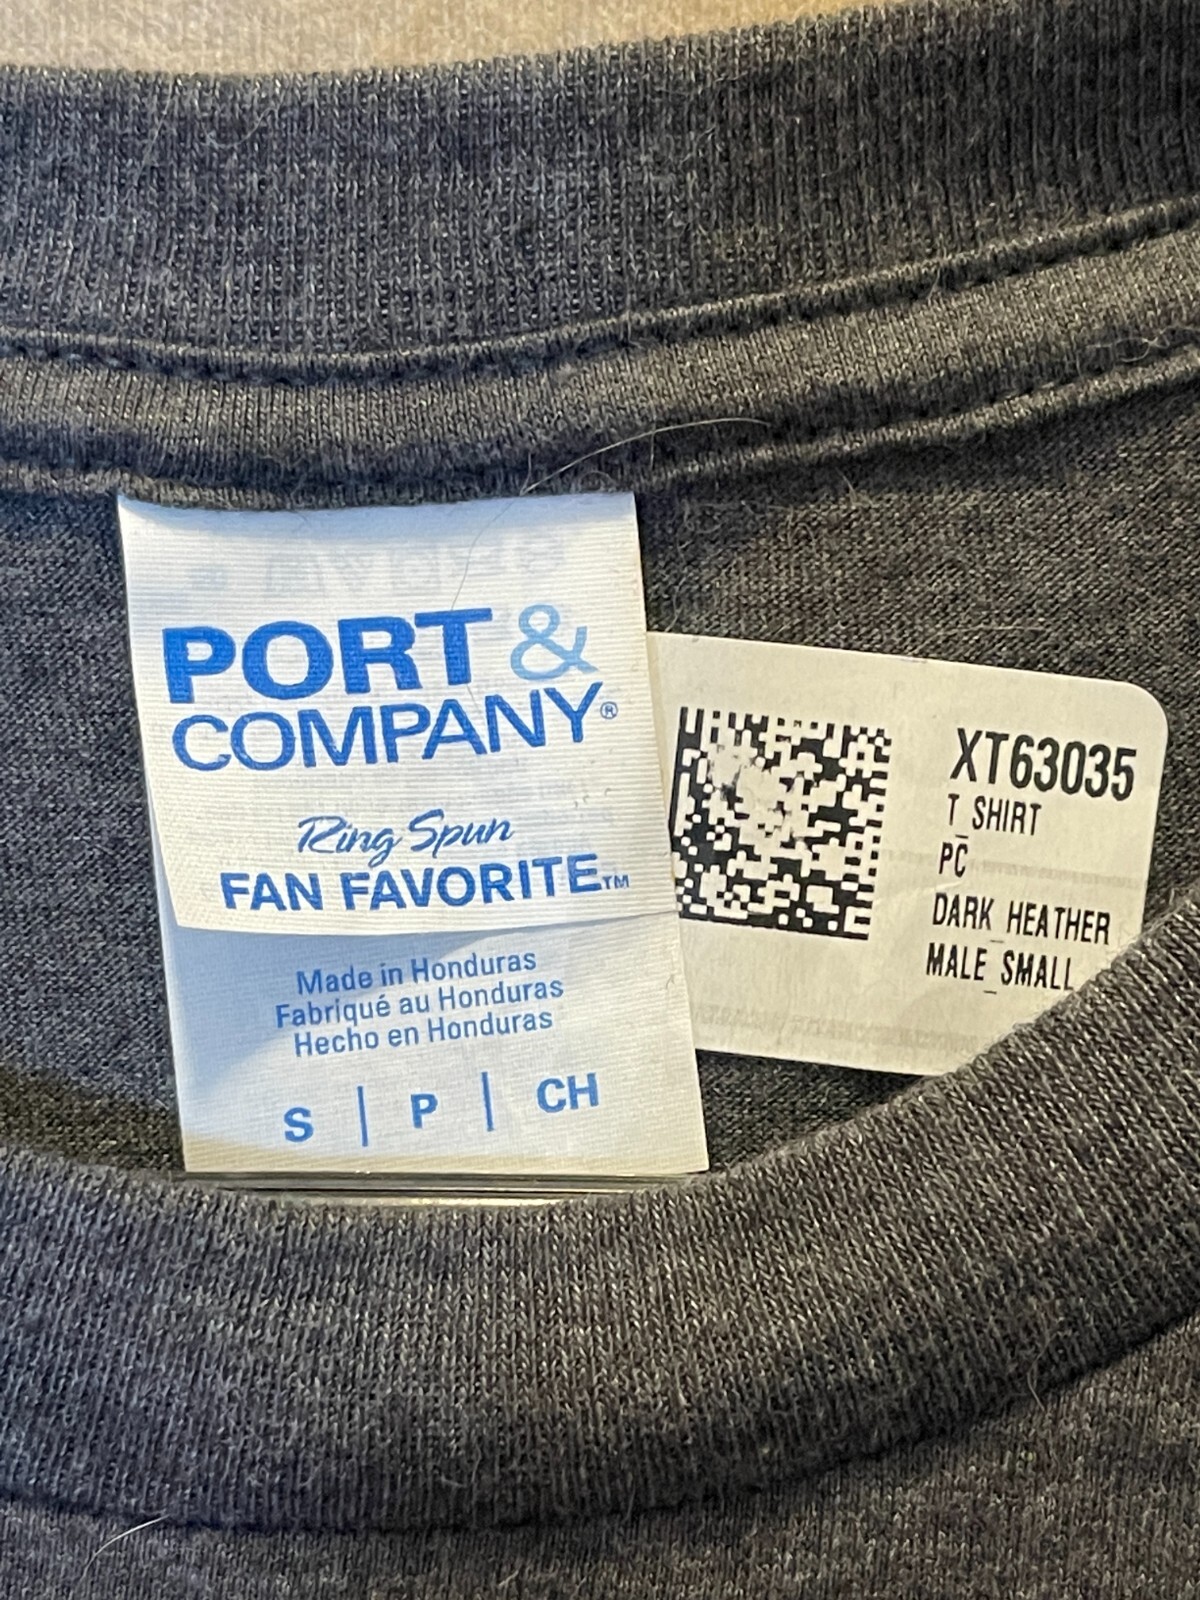 PORT &
COMPANY®
Ring Spun
FAN FAVORITE™
Made in Honduras
Fabriqué au Honduras
Hecho en Honduras
S | P | CH
XT63035
T_SHIRT
PC
DARK_HEATHER
MALE_SMALL